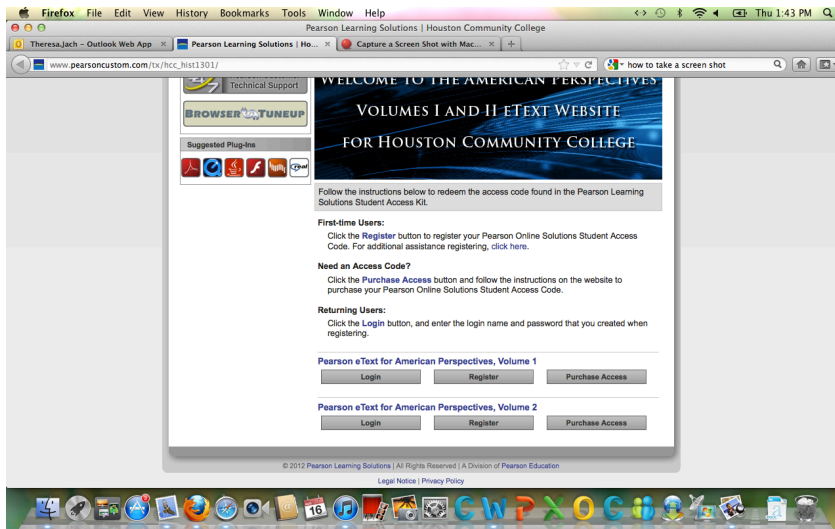 Firefox File Edit View History Bookmarks Tools Window Help Thu 1:43 PM
Pearson Learning Solutions | Houston Community College
Theresa.Jach – Outlook Web App × Pearson Learning Solutions | Ho... × Capture a Screen Shot with Mac... × +
www.pearsoncustom.com/tx/hcc_hist1301/ how to take a screen shot
Technical Support
WELCOME TO THE AMERICAN PERSPECTIVES
BROWSER TUNEUP
VOLUMES I AND II ETEXT WEBSITE
FOR HOUSTON COMMUNITY COLLEGE
Suggested Plug-Ins
real
Follow the instructions below to redeem the access code found in the Pearson Learning
Solutions Student Access Kit.
First-time Users:
Click the Register button to register your Pearson Online Solutions Student Access
Code. For additional assistance registering, click here.
Need an Access Code?
Click the Purchase Access button and follow the instructions on the website to
purchase your Pearson Online Solutions Student Access Code.
Returning Users:
Click the Login button, and enter the login name and password that you created when
registering.
Pearson eText for American Perspectives, Volume 1
Login Register Purchase Access
Pearson eText for American Perspectives, Volume 2
Login Register Purchase Access
© 2012 Pearson Learning Solutions | All Rights Reserved | A Division of Pearson Education
Legal Notice | Privacy Policy
16